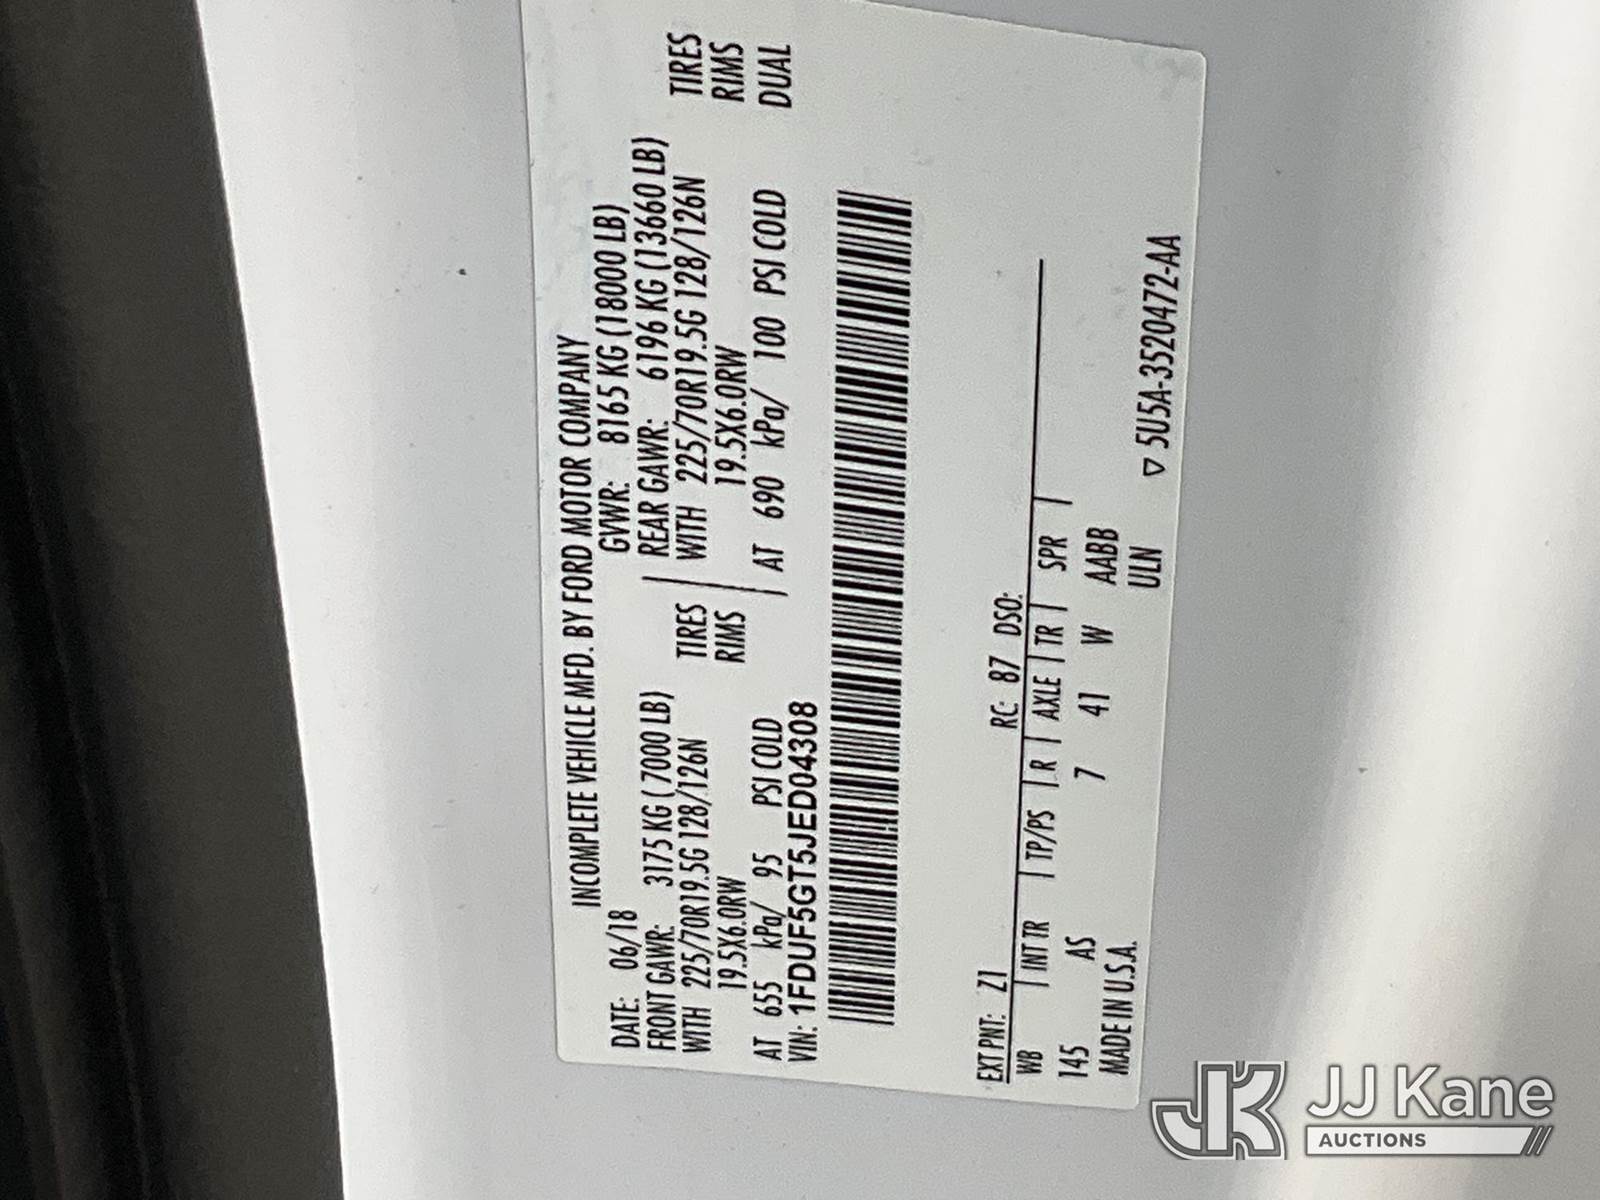 INCOMPLETE VEHICLE MFD. BY FORD MOTOR COMPANY
DATE: 06/18 GVWR: 8165 KG (18000 LB)
FRONT GAWR: 3175 KG ( 7000 LB) REAR GAWR: 6196 KG (13660 LB)
WITH 225/70R19.5G 128/126N TIRES WITH 225/70R19.5G 128/126N TIRES
19.5X6.0RW RIMS 19.5X6.0RW RIMS
AT 655 kPa/ 95 PSI COLD AT 690 kPa/ 100 PSI COLD DUAL
VIN: 1FDUF5GT5JED04308
EXT PNT: Z1 RC: 87 DSO:
WB INT TR TP/PS R AXLE TR SPR
145 AS 7 41 W AABB
MADE IN U.S.A. ULN
▽ 5U5A-3520472-AA
JK JJ Kane
AUCTIONS